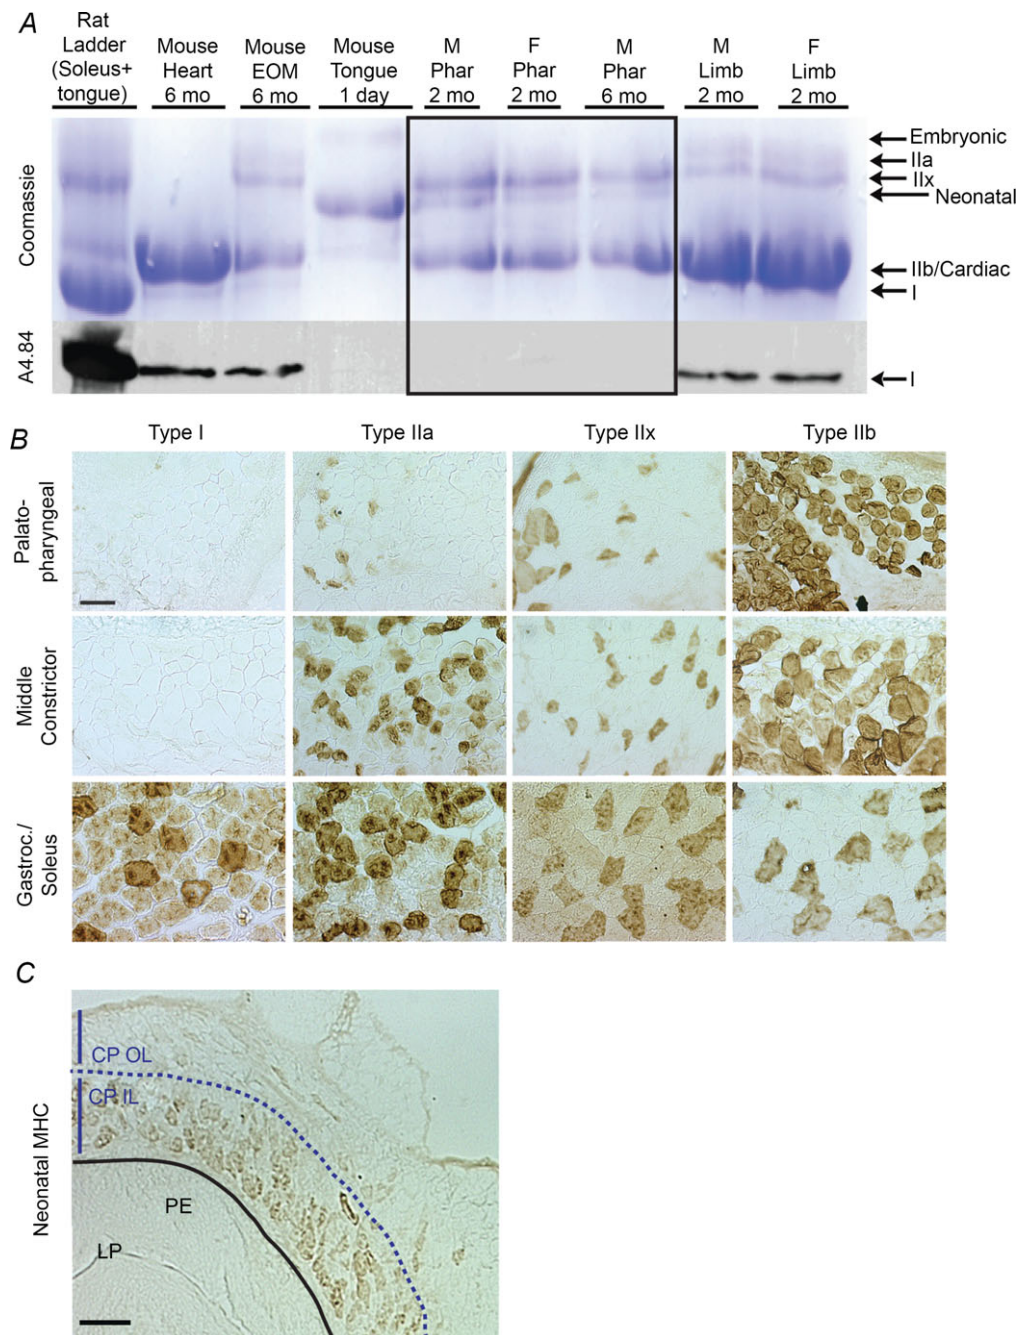 A
Rat
Ladder
(Soleus+
tongue)
Mouse
Heart
6 mo
Mouse
EOM
6 mo
Mouse
Tongue
1 day
M
Phar
2 mo
F
Phar
2 mo
M
Phar
6 mo
M
Limb
2 mo
F
Limb
2 mo
Coomassie
Embryonic
IIa
IIx
Neonatal
IIb/Cardiac
I
A4.84
I
B
Type I
Type IIa
Type IIx
Type IIb
Palato-
pharyngeal
Middle
Constrictor
Gastroc./
Soleus
C
Neonatal MHC
CP OL
CP IL
PE
LP